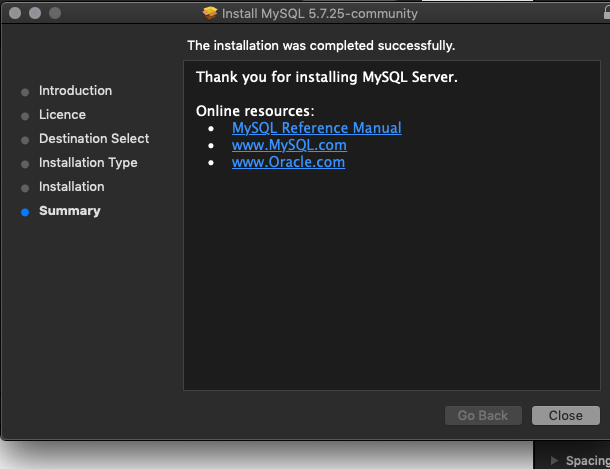 Install MySQL 5.7.25-community
The installation was completed successfully.
Introduction
Licence
Destination Select
Installation Type
Installation
Summary
Thank you for installing MySQL Server.
Online resources:
• MySQL Reference Manual
• www.MySQL.com
• www.Oracle.com
Go Back
Close
Spacing